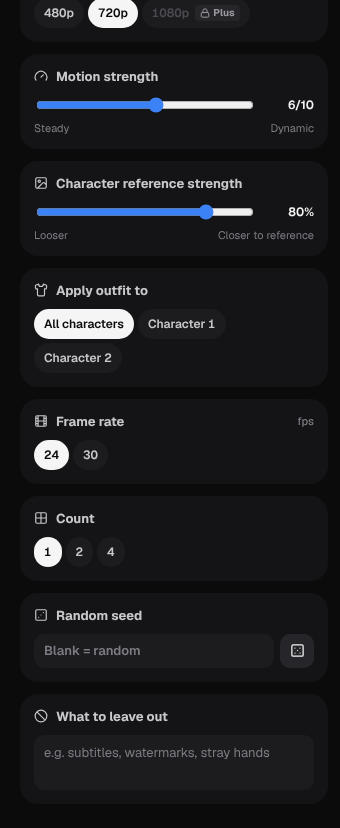 480p 720p 1080p Plus
Motion strength
6/10
Steady Dynamic
Character reference strength
80%
Looser Closer to reference
Apply outfit to
All characters Character 1
Character 2
Frame rate fps
24 30
Count
1 2 4
Random seed
Blank = random
What to leave out
e.g. subtitles, watermarks, stray hands